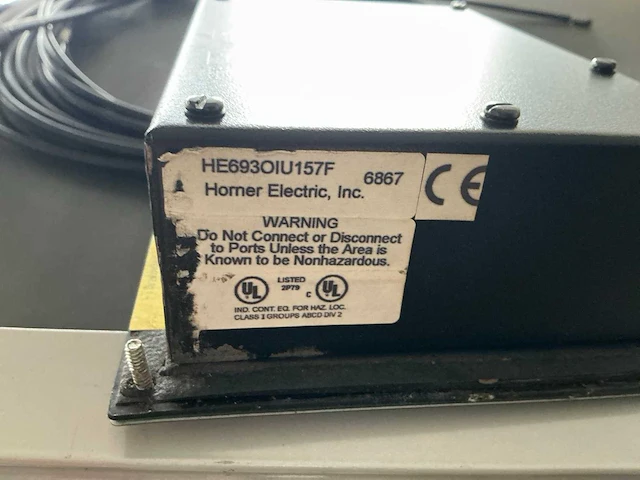 HE693OIU157F 6867
Horner Electric, Inc.
CE
WARNING
Do Not Connect or Disconnect
to Ports Unless the Area is
Known to be Nonhazardous.
UL LISTED 2P79 C UL
IND. CONT. EQ. FOR HAZ. LOC.
CLASS I GROUPS ABCD DIV 2